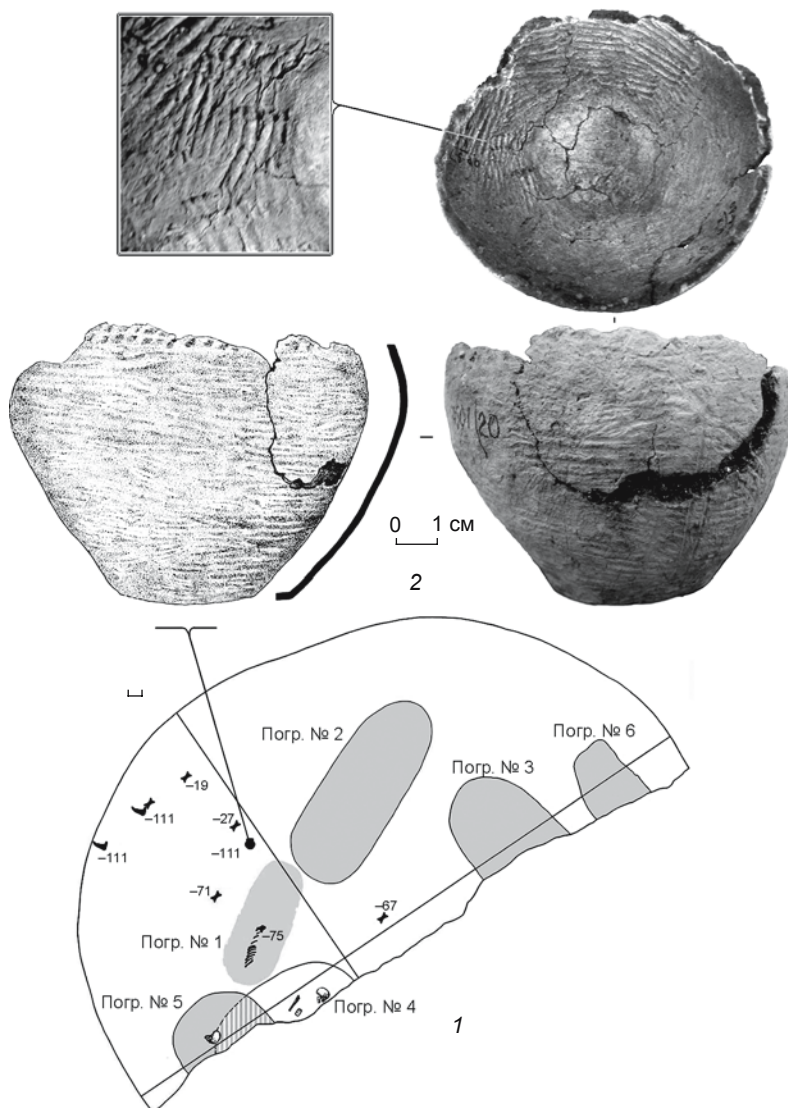 0 1 см
2
Погр. № 2
Погр. № 6
Погр. № 3
–19
–111
–27
–111
–111
–71
–67
Погр. № 1
–75
Погр. № 5
Погр. № 4
1